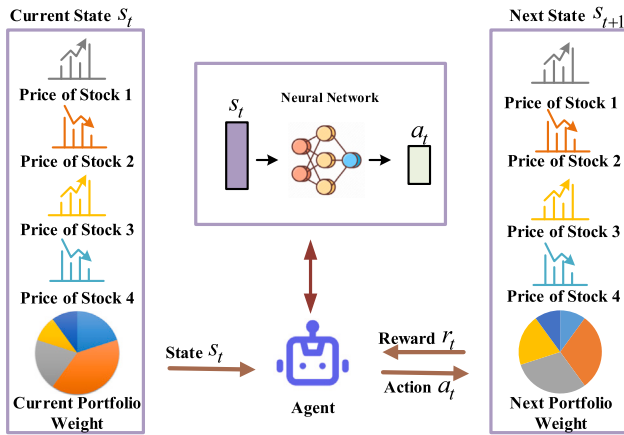 Current State s_t
Price of Stock 1
Price of Stock 2
Price of Stock 3
Price of Stock 4
Current Portfolio
Weight
Neural Network
s_t
a_t
State s_t
Agent
Reward r_t
Action a_t
Next State s_{t+1}
Price of Stock 1
Price of Stock 2
Price of Stock 3
Price of Stock 4
Next Portfolio
Weight